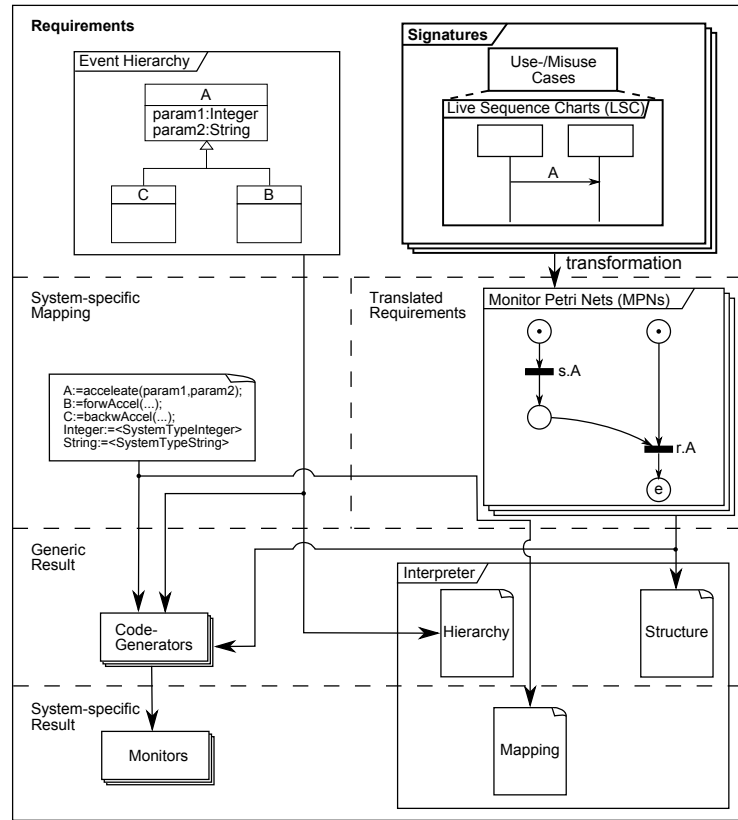 Requirements
Event Hierarchy
A
param1:Integer
param2:String
C
B
Signatures
Use-/Misuse
Cases
Live Sequence Charts (LSC)
A
transformation
System-specific
Mapping
A:=acceleate(param1,param2);
B:=forwAccel(...);
C:=backwAccel(...);
Integer:=<SystemTypeInteger>
String:=<SystemTypeString>
Translated
Requirements
Monitor Petri Nets (MPNs)
s.A
r.A
e
Generic
Result
Code-
Generators
Interpreter
Hierarchy
Structure
System-specific
Result
Monitors
Mapping